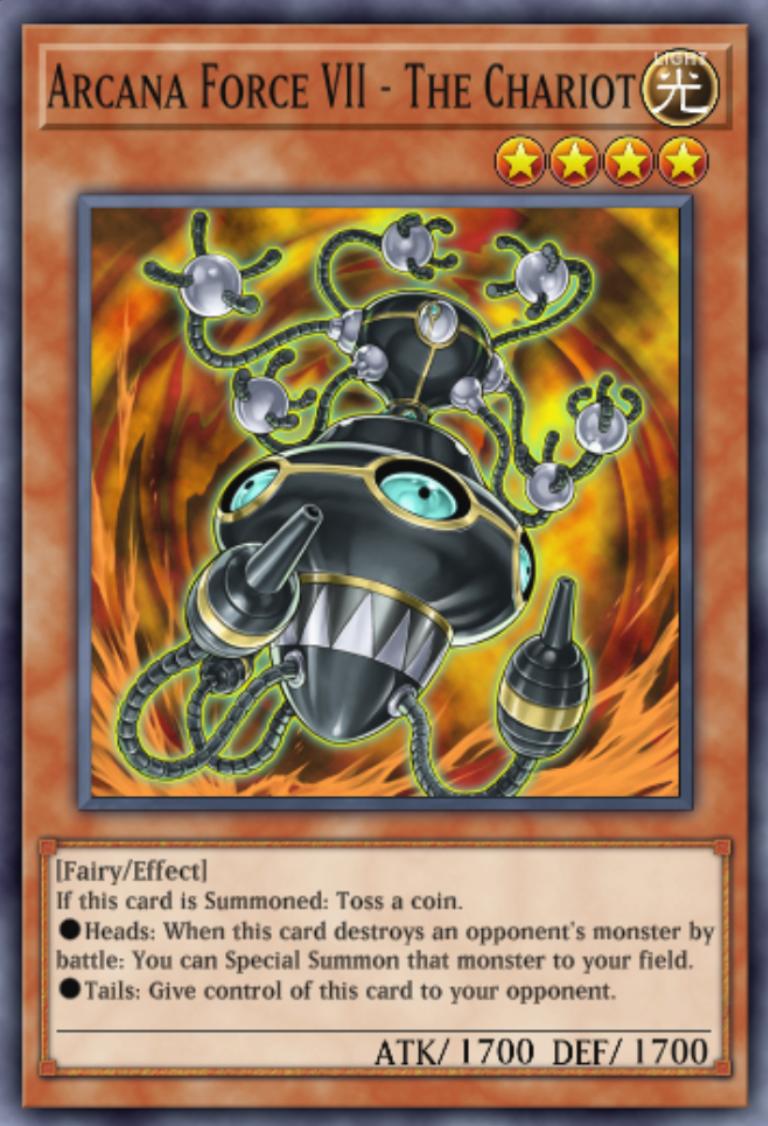 ARCANA FORCE VII - THE CHARIOT
LIGHT
光
[Fairy/Effect]
If this card is Summoned: Toss a coin.
●Heads: When this card destroys an opponent's monster by
battle: You can Special Summon that monster to your field.
●Tails: Give control of this card to your opponent.
ATK/ 1700 DEF/ 1700